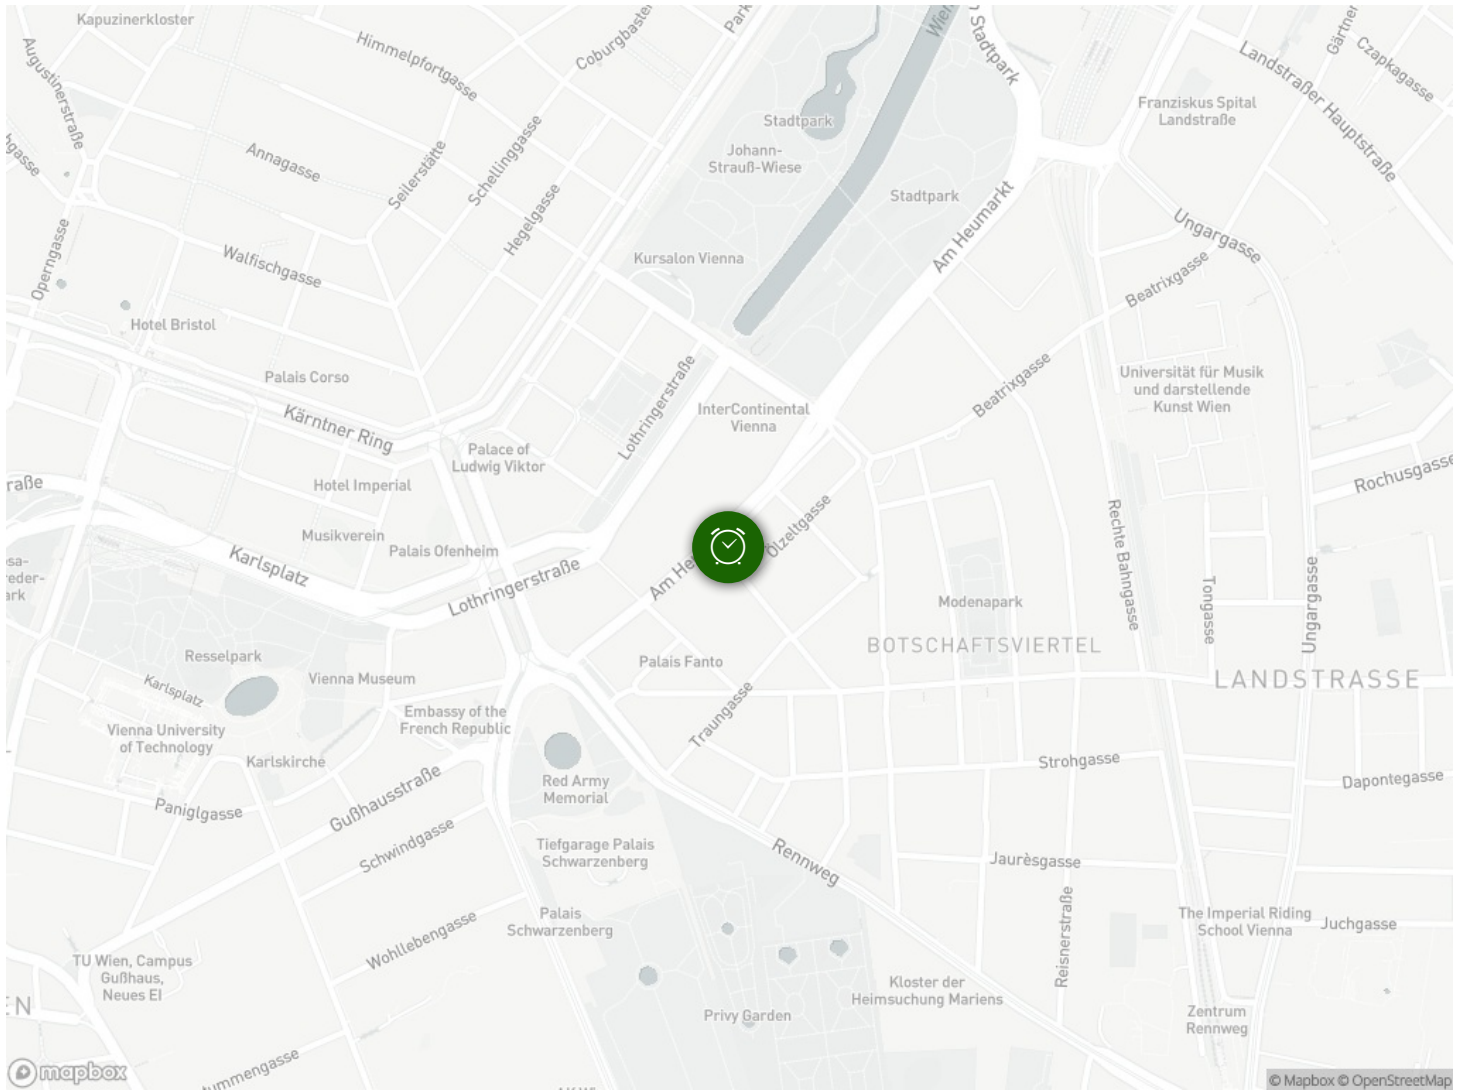 Kapuzinerkloster
Himmelpfortgasse
Augustinerstraße
Annagasse
Seilerstätte
Schellinggasse
Hegelgasse
Stadtpark
Stadtpark
Johann-
Strauß-Wiese
Stadtpark
Gärtner
Czapkagasse
Landstraßer Hauptstraße
Franziskus Spital
Landstraße
Am Heumarkt
Ungargasse
Beatrixgasse
Operngasse
Walfischgasse
Kursalon Vienna
Hotel Bristol
Palais Corso
Kärntner Ring
Lothringerstraße
InterContinental
Vienna
Beatrixgasse
Universität für Musik
und darstellende
Kunst Wien
Palace of
Ludwig Viktor
Hotel Imperial
Musikverein
Palais Ofenheim
Karlsplatz
Lothringerstraße
Ölzeltgasse
Rochusgasse
Rechte Bahngasse
Modenapark
Tongasse
Ungargasse
BOTSCHAFTSVIERTEL
LANDSTRASSE
Resselpark
Karlsplatz
Vienna Museum
Palais Fanto
Embassy of the
French Republic
Traungasse
Vienna University
of Technology
Karlskirche
Red Army
Memorial
Strohgasse
Dapontegasse
Paniglgasse
Gußhausstraße
Schwindgasse
Tiefgarage Palais
Schwarzenberg
Rennweg
Jaurèsgasse
Reisnerstraße
Palais
Schwarzenberg
Wohllebengasse
The Imperial Riding
School Vienna
Juchgasse
TU Wien, Campus
Gußhaus,
Neues EI
Kloster der
Heimsuchung Mariens
Privy Garden
Zentrum
Rennweg
mapbox
© Mapbox © OpenStreetMap